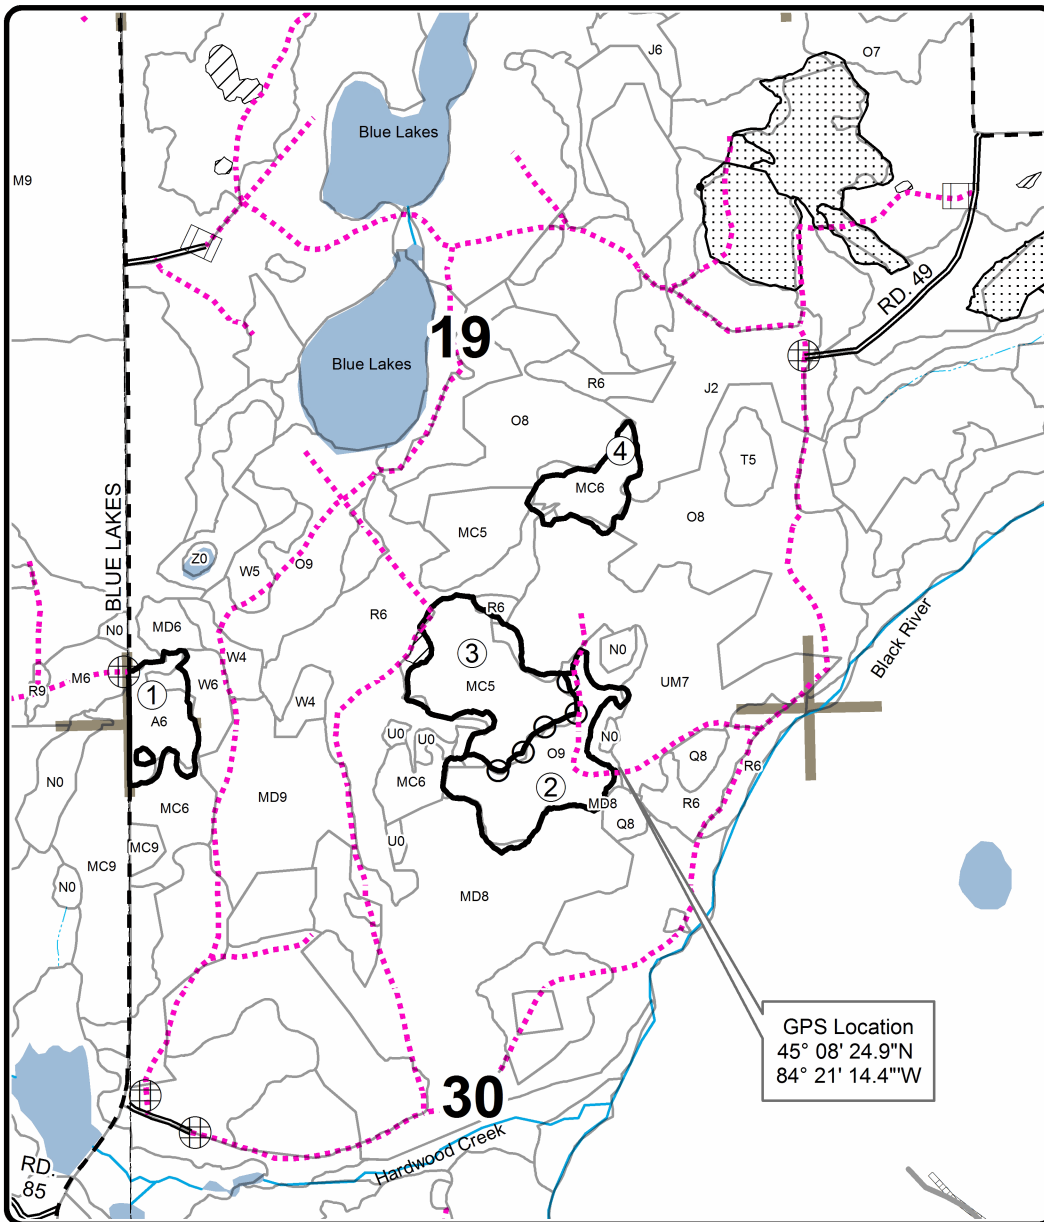 J6
O7
Blue Lakes
M9
RD. 49
19
Blue Lakes
R6
J2
O8
4
T5
MC6
BLUE LAKES
O8
MC5
Z0
O9
W5
R6
R6
N0
MD6
N0
3
W4
M6
R9
W6
MC5
UM7
1
W4
A6
Black River
U0
U0
N0
O9
Q8
R6
N0
MC6
2
MC6
MD9
MD8
R6
Q8
U0
MC9
MC9
N0
MD8
GPS Location
45° 08' 24.9"N
84° 21' 14.4'"W
30
Hardwood Creek
RD.
85